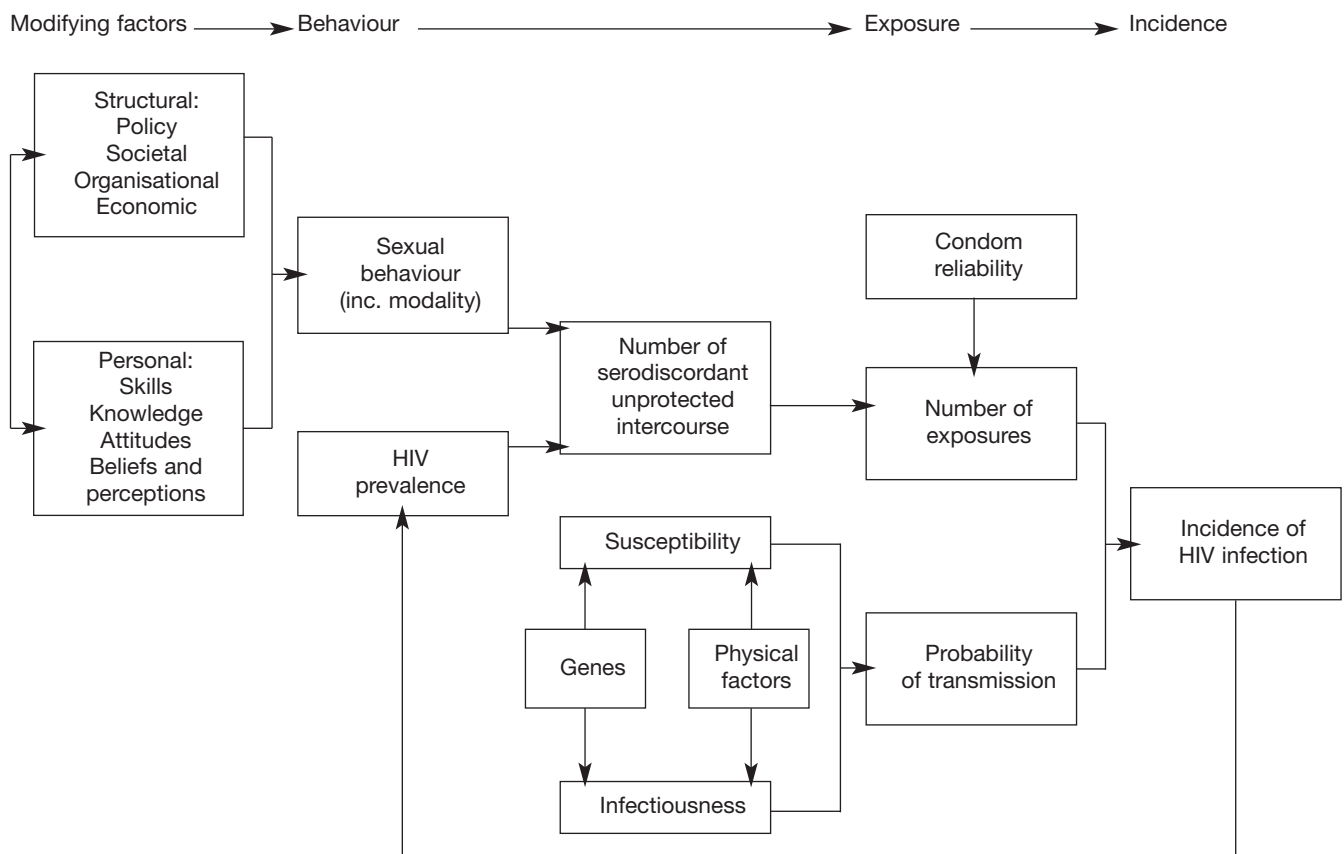 Modifying factors
Behaviour
Exposure
Incidence
Structural:
Policy
Societal
Organisational
Economic
Personal:
Skills
Knowledge
Attitudes
Beliefs and
perceptions
Sexual
behaviour
(inc. modality)
HIV
prevalence
Number of
serodiscordant
unprotected
intercourse
Condom
reliability
Number of
exposures
Susceptibility
Genes
Physical
factors
Infectiousness
Probability
of transmission
Incidence of
HIV infection